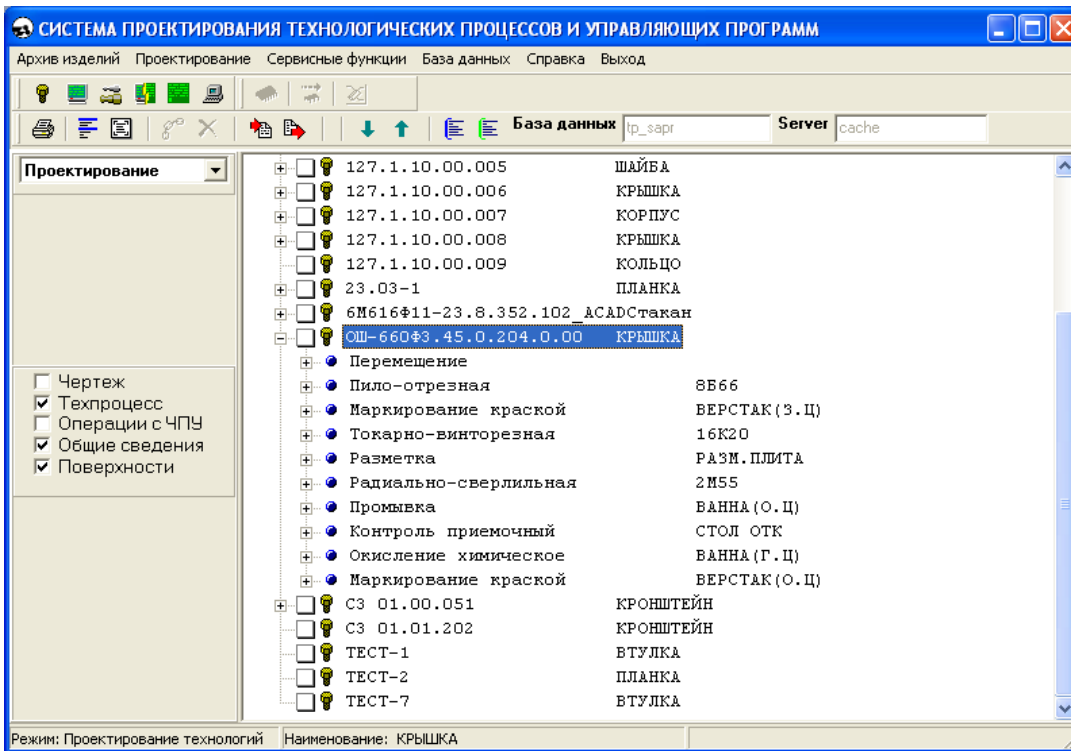 СИСТЕМА ПРОЕКТИРОВАНИЯ ТЕХНОЛОГИЧЕСКИХ ПРОЦЕССОВ И УПРАВЛЯЮЩИХ ПРОГРАММ
Архив изделий Проектирование Сервисные функции База данных Справка Выход
База данных tp_sapr Server cache
Проектирование
127.1.10.00.005 ШАЙБА
127.1.10.00.006 КРЫШКА
127.1.10.00.007 КОРПУС
127.1.10.00.008 КРЫШКА
127.1.10.00.009 КОЛЬЦО
23.03-1 ПЛАНКА
6М616Ф11-23.8.352.102_ACADСтакан
ОШ-660Ф3.45.0.204.0.00 КРЫШКА
Перемещение
Пило-отрезная 8Б66
Маркирование краской ВЕРСТАК(З.Ц)
Токарно-винторезная 16К20
Разметка РАЗМ.ПЛИТА
Радиально-сверлильная 2М55
Промывка ВАННА(О.Ц)
Контроль приемочный СТОЛ ОТК
Окисление химическое ВАННА(Г.Ц)
Маркирование краской ВЕРСТАК(О.Ц)
СЗ 01.00.051 КРОНШТЕЙН
СЗ 01.01.202 КРОНШТЕЙН
ТЕСТ-1 ВТУЛКА
ТЕСТ-2 ПЛАНКА
ТЕСТ-7 ВТУЛКА
Чертеж
Техпроцесс
Операции с ЧПУ
Общие сведения
Поверхности
Режим: Проектирование технологий Наименование: КРЫШКА